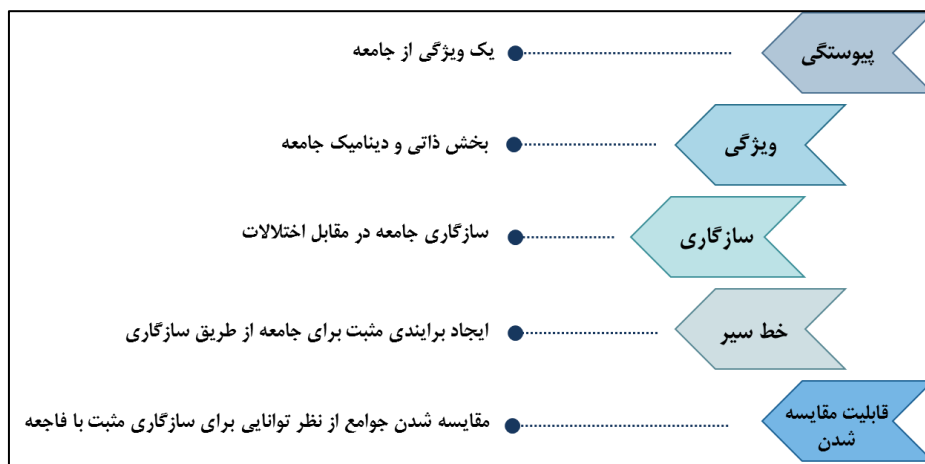 پیوستگی
یک ویژگی از جامعه
ویژگی
بخش ذاتی و دینامیک جامعه
سازگاری
سازگاری جامعه در مقابل اختلالات
خط سیر
ایجاد برایندی مثبت برای جامعه از طریق سازگاری
قابلیت مقایسه
شدن
مقایسه شدن جوامع از نظر توانایی برای سازگاری مثبت با فاجعه